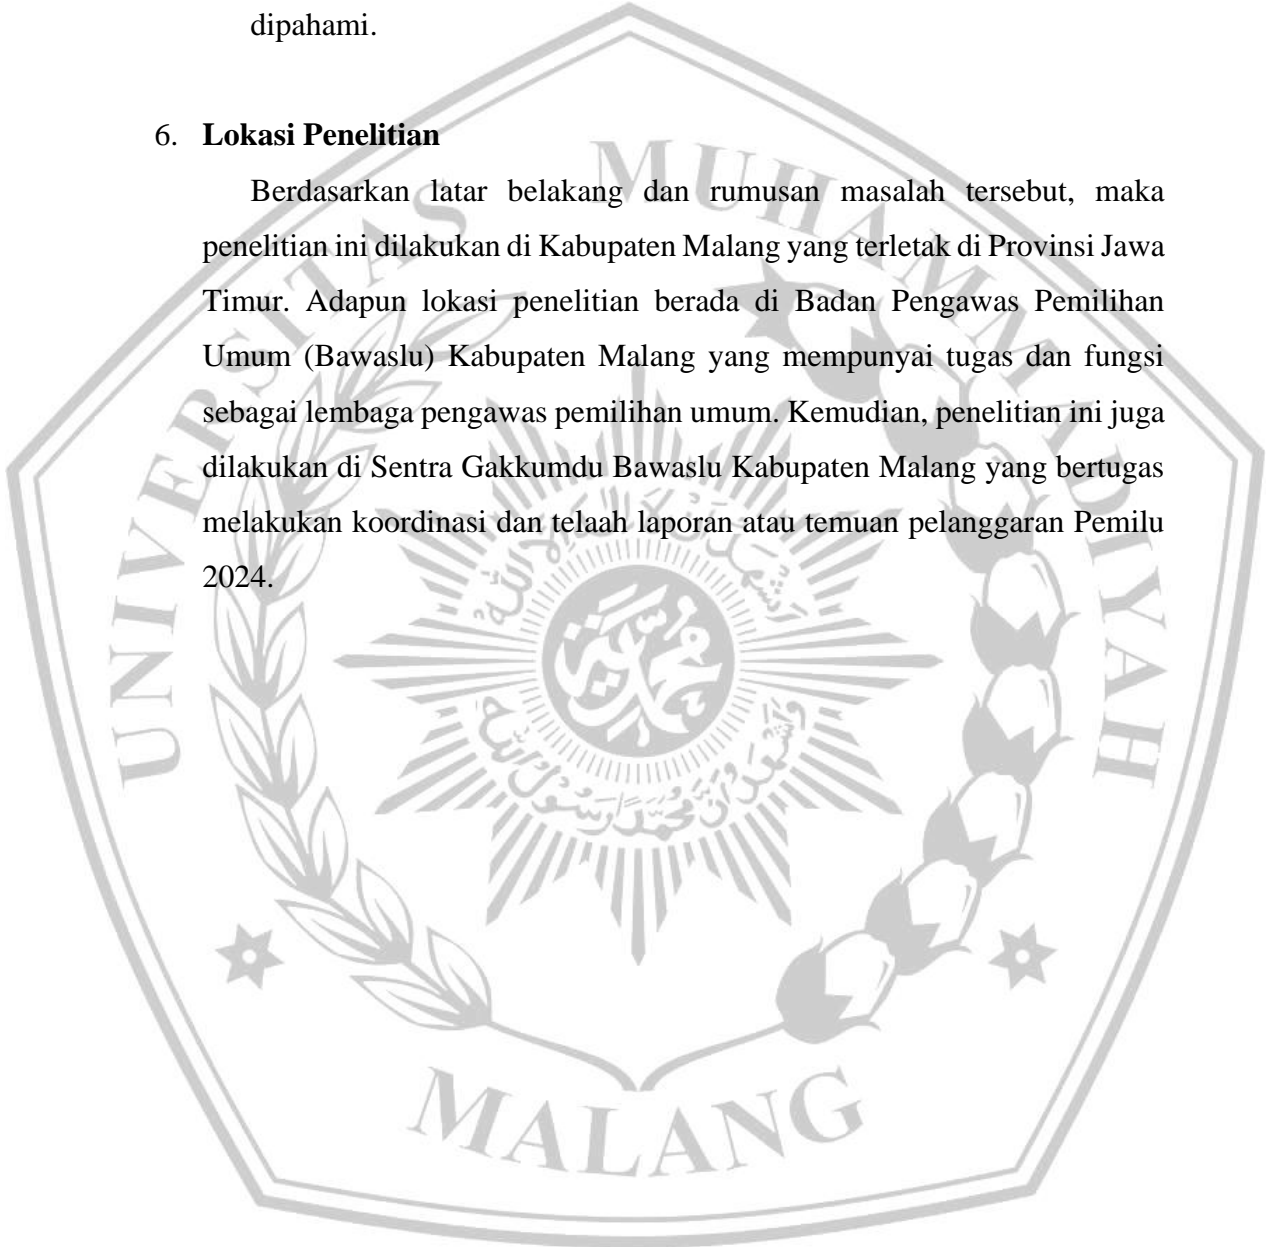 dipahami.
6. Lokasi Penelitian
Berdasarkan latar belakang dan rumusan masalah tersebut, maka
penelitian ini dilakukan di Kabupaten Malang yang terletak di Provinsi Jawa
Timur. Adapun lokasi penelitian berada di Badan Pengawas Pemilihan
Umum (Bawaslu) Kabupaten Malang yang mempunyai tugas dan fungsi
sebagai lembaga pengawas pemilihan umum. Kemudian, penelitian ini juga
dilakukan di Sentra Gakkumdu Bawaslu Kabupaten Malang yang bertugas
melakukan koordinasi dan telaah laporan atau temuan pelanggaran Pemilu
2024.
UNIVERSITAS MUHAMMADIYAH
MALANG